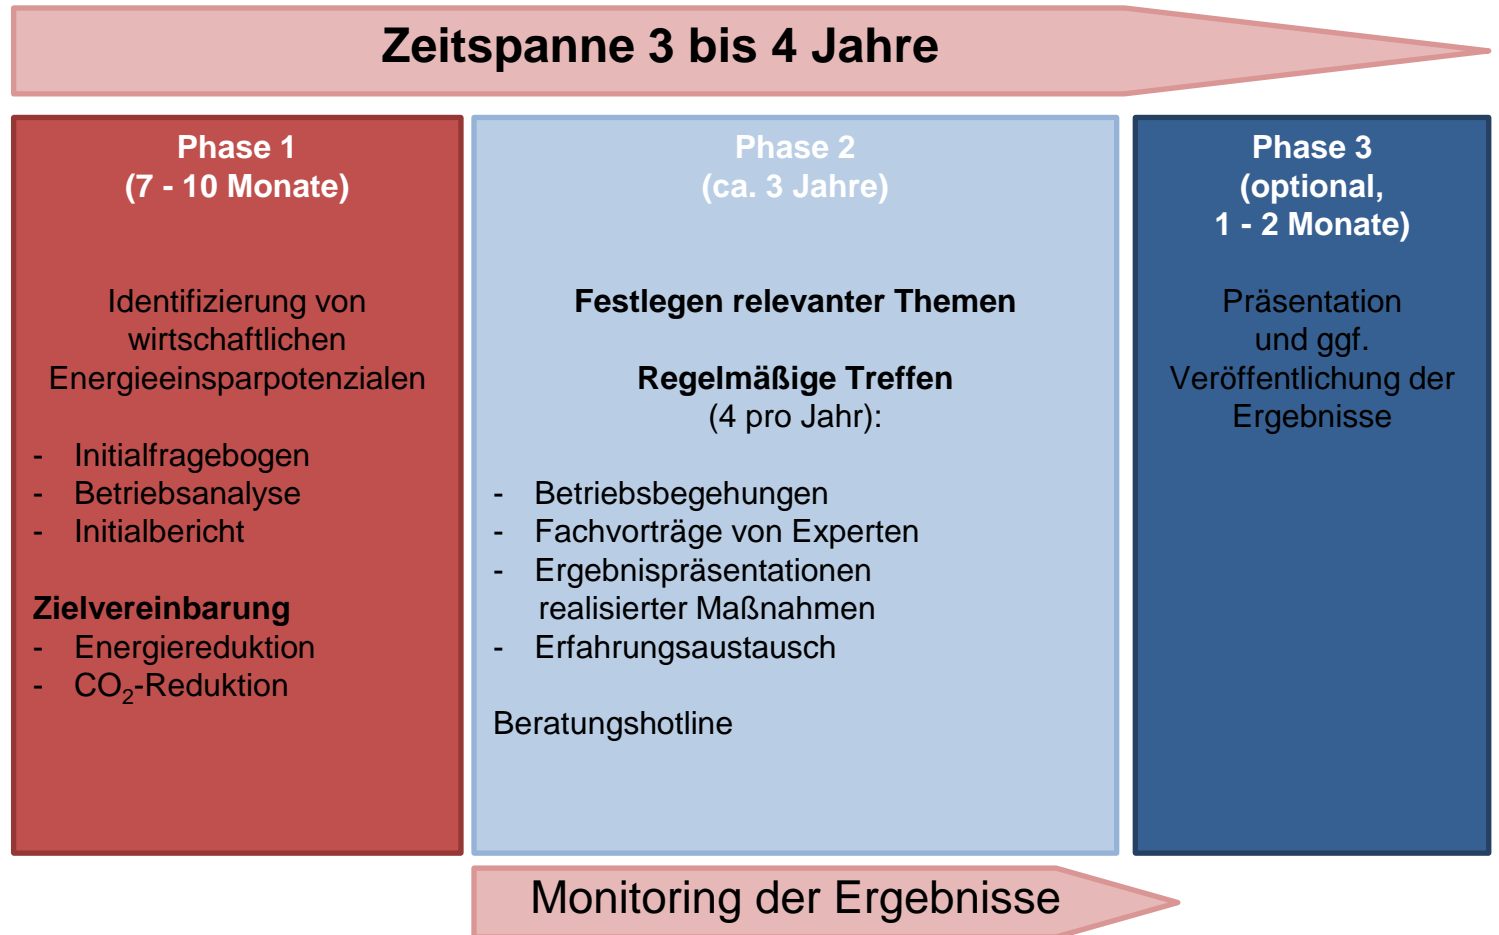 Zeitspanne 3 bis 4 Jahre
Phase 1
(7 - 10 Monate)
Identifizierung von
wirtschaftlichen
Energieeinsparpotenzialen
- Initialfragebogen
- Betriebsanalyse
- Initialbericht
Zielvereinbarung
- Energiereduktion
- CO₂-Reduktion
Phase 2
(ca. 3 Jahre)
Festlegen relevanter Themen
Regelmäßige Treffen
(4 pro Jahr):
- Betriebsbegehungen
- Fachvorträge von Experten
- Ergebnispräsentationen
realisierter Maßnahmen
- Erfahrungsaustausch
Beratungshotline
Phase 3
(optional,
1 - 2 Monate)
Präsentation
und ggf.
Veröffentlichung der
Ergebnisse
Monitoring der Ergebnisse